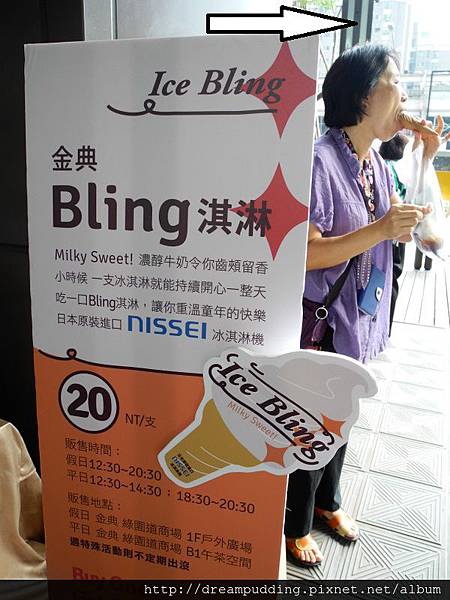 Ice Bling
金典
Bling淇淋
Milky Sweet! 濃醇牛奶令你齒頰留香
小時候 一支冰淇淋就能持續開心一整天
吃一口Bling淇淋，讓你重溫童年的快樂
日本原裝進口 NISSEI 冰淇淋機
Ice Bling
Milky Sweet!
20 NT/支
販售時間：
假日12:30~20:30
平日12:30~14:30；18:30~20:30
販售地點：
假日 金典 綠園道商場 1F戶外廣場
平日 金典 綠園道商場 B1午茶空間
遇特殊活動則不定期出沒
http://dreampudding.pixnet.net/album